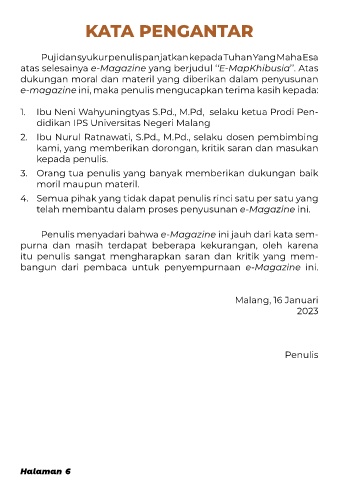 KATA PENGANTAR
Puji dan syukur penulis panjatkan kepada Tuhan Yang Maha Esa
atas selesainya e-Magazine yang berjudul "E-MapKhibusia". Atas
dukungan moral dan materil yang diberikan dalam penyusunan
e-magazine ini, maka penulis mengucapkan terima kasih kepada:
1. Ibu Neni Wahyuningtyas S.Pd., M.Pd, selaku ketua Prodi Pen-
didikan IPS Universitas Negeri Malang
2. Ibu Nurul Ratnawati, S.Pd., M.Pd., selaku dosen pembimbing
kami, yang memberikan dorongan, kritik saran dan masukan
kepada penulis.
3. Orang tua penulis yang banyak memberikan dukungan baik
moril maupun materil.
4. Semua pihak yang tidak dapat penulis rinci satu per satu yang
telah membantu dalam proses penyusunan e-Magazine ini.
Penulis menyadari bahwa e-Magazine ini jauh dari kata sem-
purna dan masih terdapat beberapa kekurangan, oleh karena
itu penulis sangat mengharapkan saran dan kritik yang mem-
bangun dari pembaca untuk penyempurnaan e-Magazine ini.
Malang, 16 Januari
2023
Penulis
Halaman 6